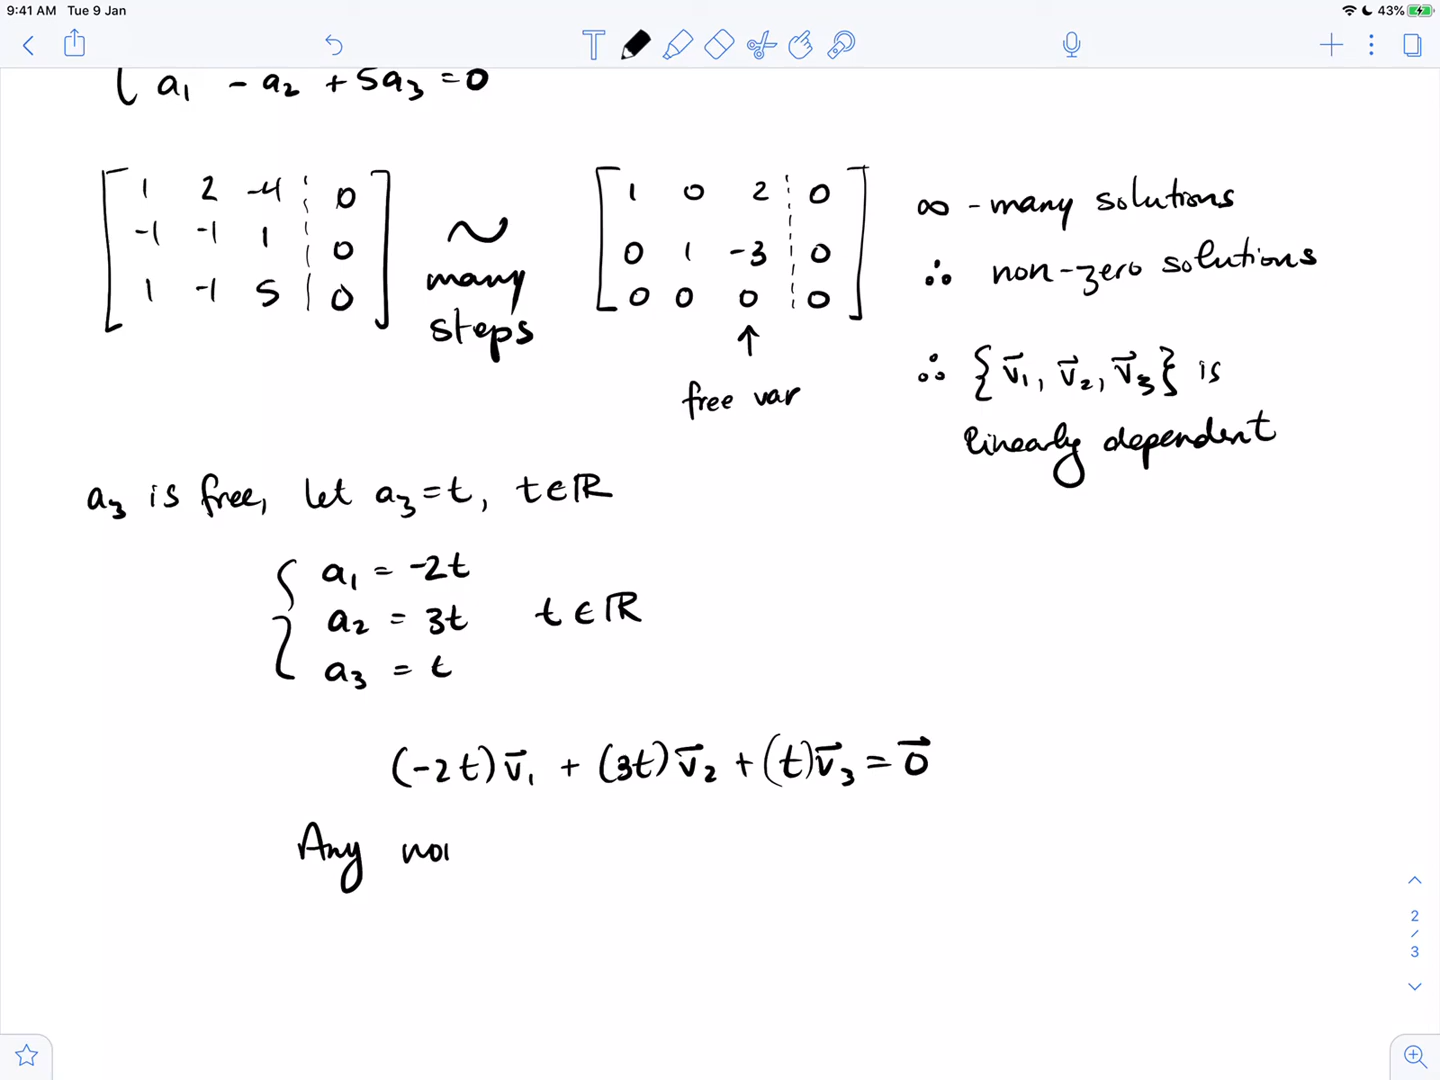 9:41 AM Tue 9 Jan 43%
a₁ - a₂ + 5a₃ = 0
1 2 -4 0
-1 -1 1 0
1 -1 5 0
~
many
steps
1 0 2 0
0 1 -3 0
0 0 0 0
↑
free var
∞-many solutions
∴ non-zero solutions
∴ {v⃗₁, v⃗₂, v⃗₃} is
linearly dependent
a₃ is free, let a₃=t, t∈ℝ
a₁ = -2t
a₂ = 3t t∈ℝ
a₃ = t
(-2t)v⃗₁ + (3t)v⃗₂ + (t)v⃗₃ = 0⃗
Any non
2
/
3